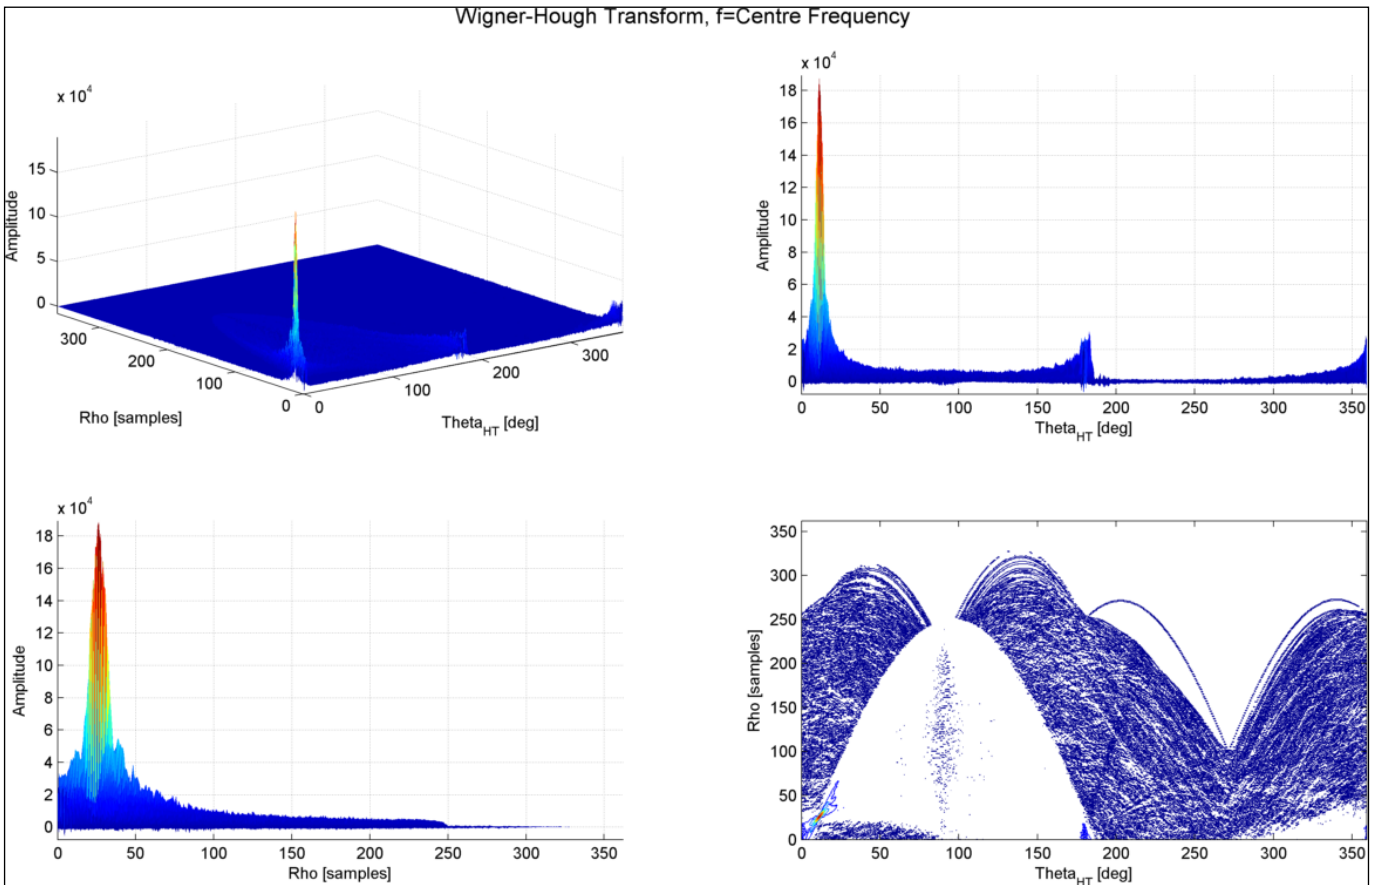 Wigner-Hough Transform, f=Centre Frequency
x 10^4
15
10
5
0
Amplitude
300
200
100
0
Rho [samples]
0
100
200
300
Theta_HT [deg]
x 10^4
18
16
14
12
10
8
6
4
2
0
Amplitude
0 50 100 150 200 250 300 350
Theta_HT [deg]
x 10^4
18
16
14
12
10
8
6
4
2
0
Amplitude
0 50 100 150 200 250 300 350
Rho [samples]
350
300
250
200
150
100
50
0
Rho [samples]
0 50 100 150 200 250 300 350
Theta_HT [deg]